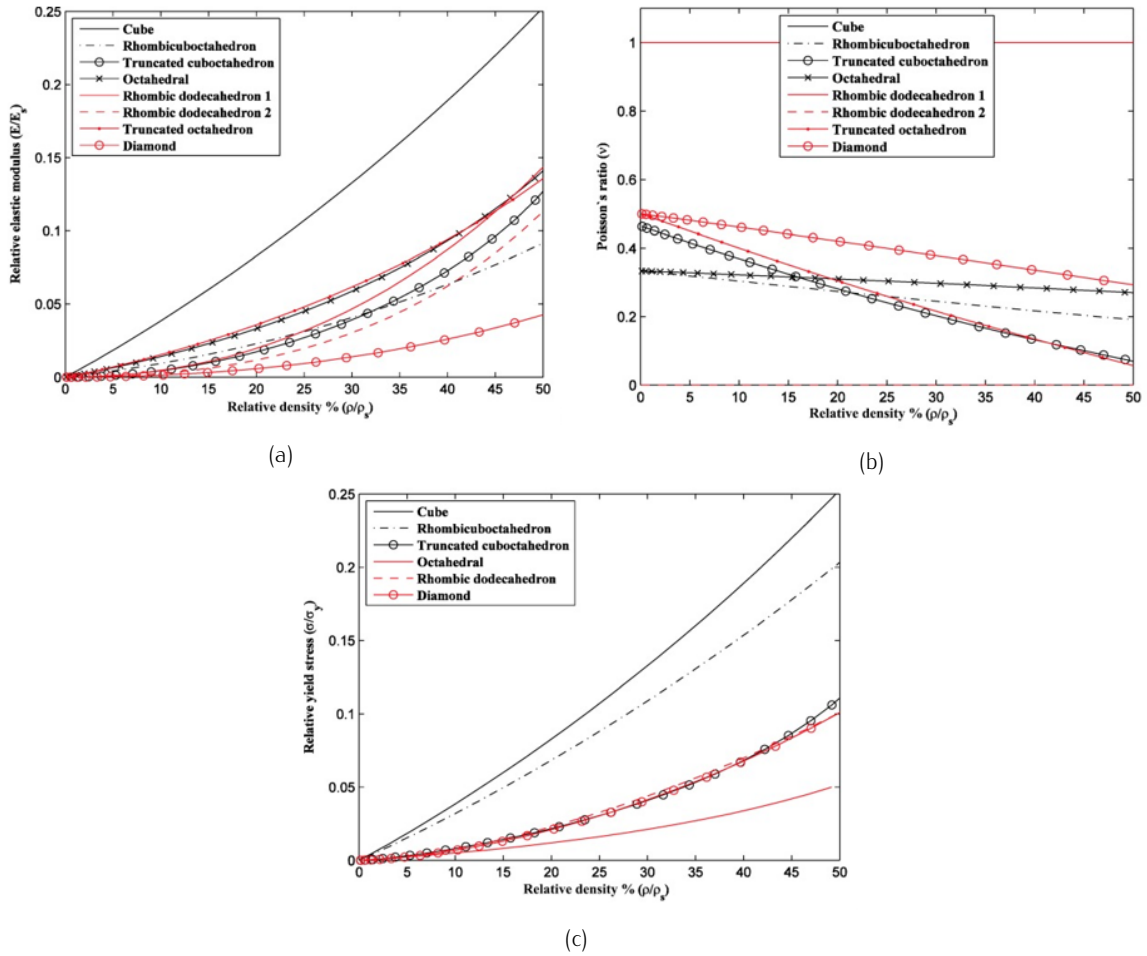 0.25
0.2
0.15
0.1
0.05
0
Relative elastic modulus (E/E_s)
Cube
Rhombicuboctahedron
Truncated cuboctahedron
Octahedral
Rhombic dodecahedron 1
Rhombic dodecahedron 2
Truncated octahedron
Diamond
0 5 10 15 20 25 30 35 40 45 50
Relative density % (ρ/ρ_s)
(a)
1
0.8
0.6
0.4
0.2
0
Poisson`s ratio (ν)
Cube
Rhombicuboctahedron
Truncated cuboctahedron
Octahedral
Rhombic dodecahedron 1
Rhombic dodecahedron 2
Truncated octahedron
Diamond
0 5 10 15 20 25 30 35 40 45 50
Relative density % (ρ/ρ_s)
(b)
0.25
0.2
0.15
0.1
0.05
0
Relative yield stress (σ/σ_y)
Cube
Rhombicuboctahedron
Truncated cuboctahedron
Octahedral
Rhombic dodecahedron
Diamond
0 5 10 15 20 25 30 35 40 45 50
Relative density % (ρ/ρ_s)
(c)